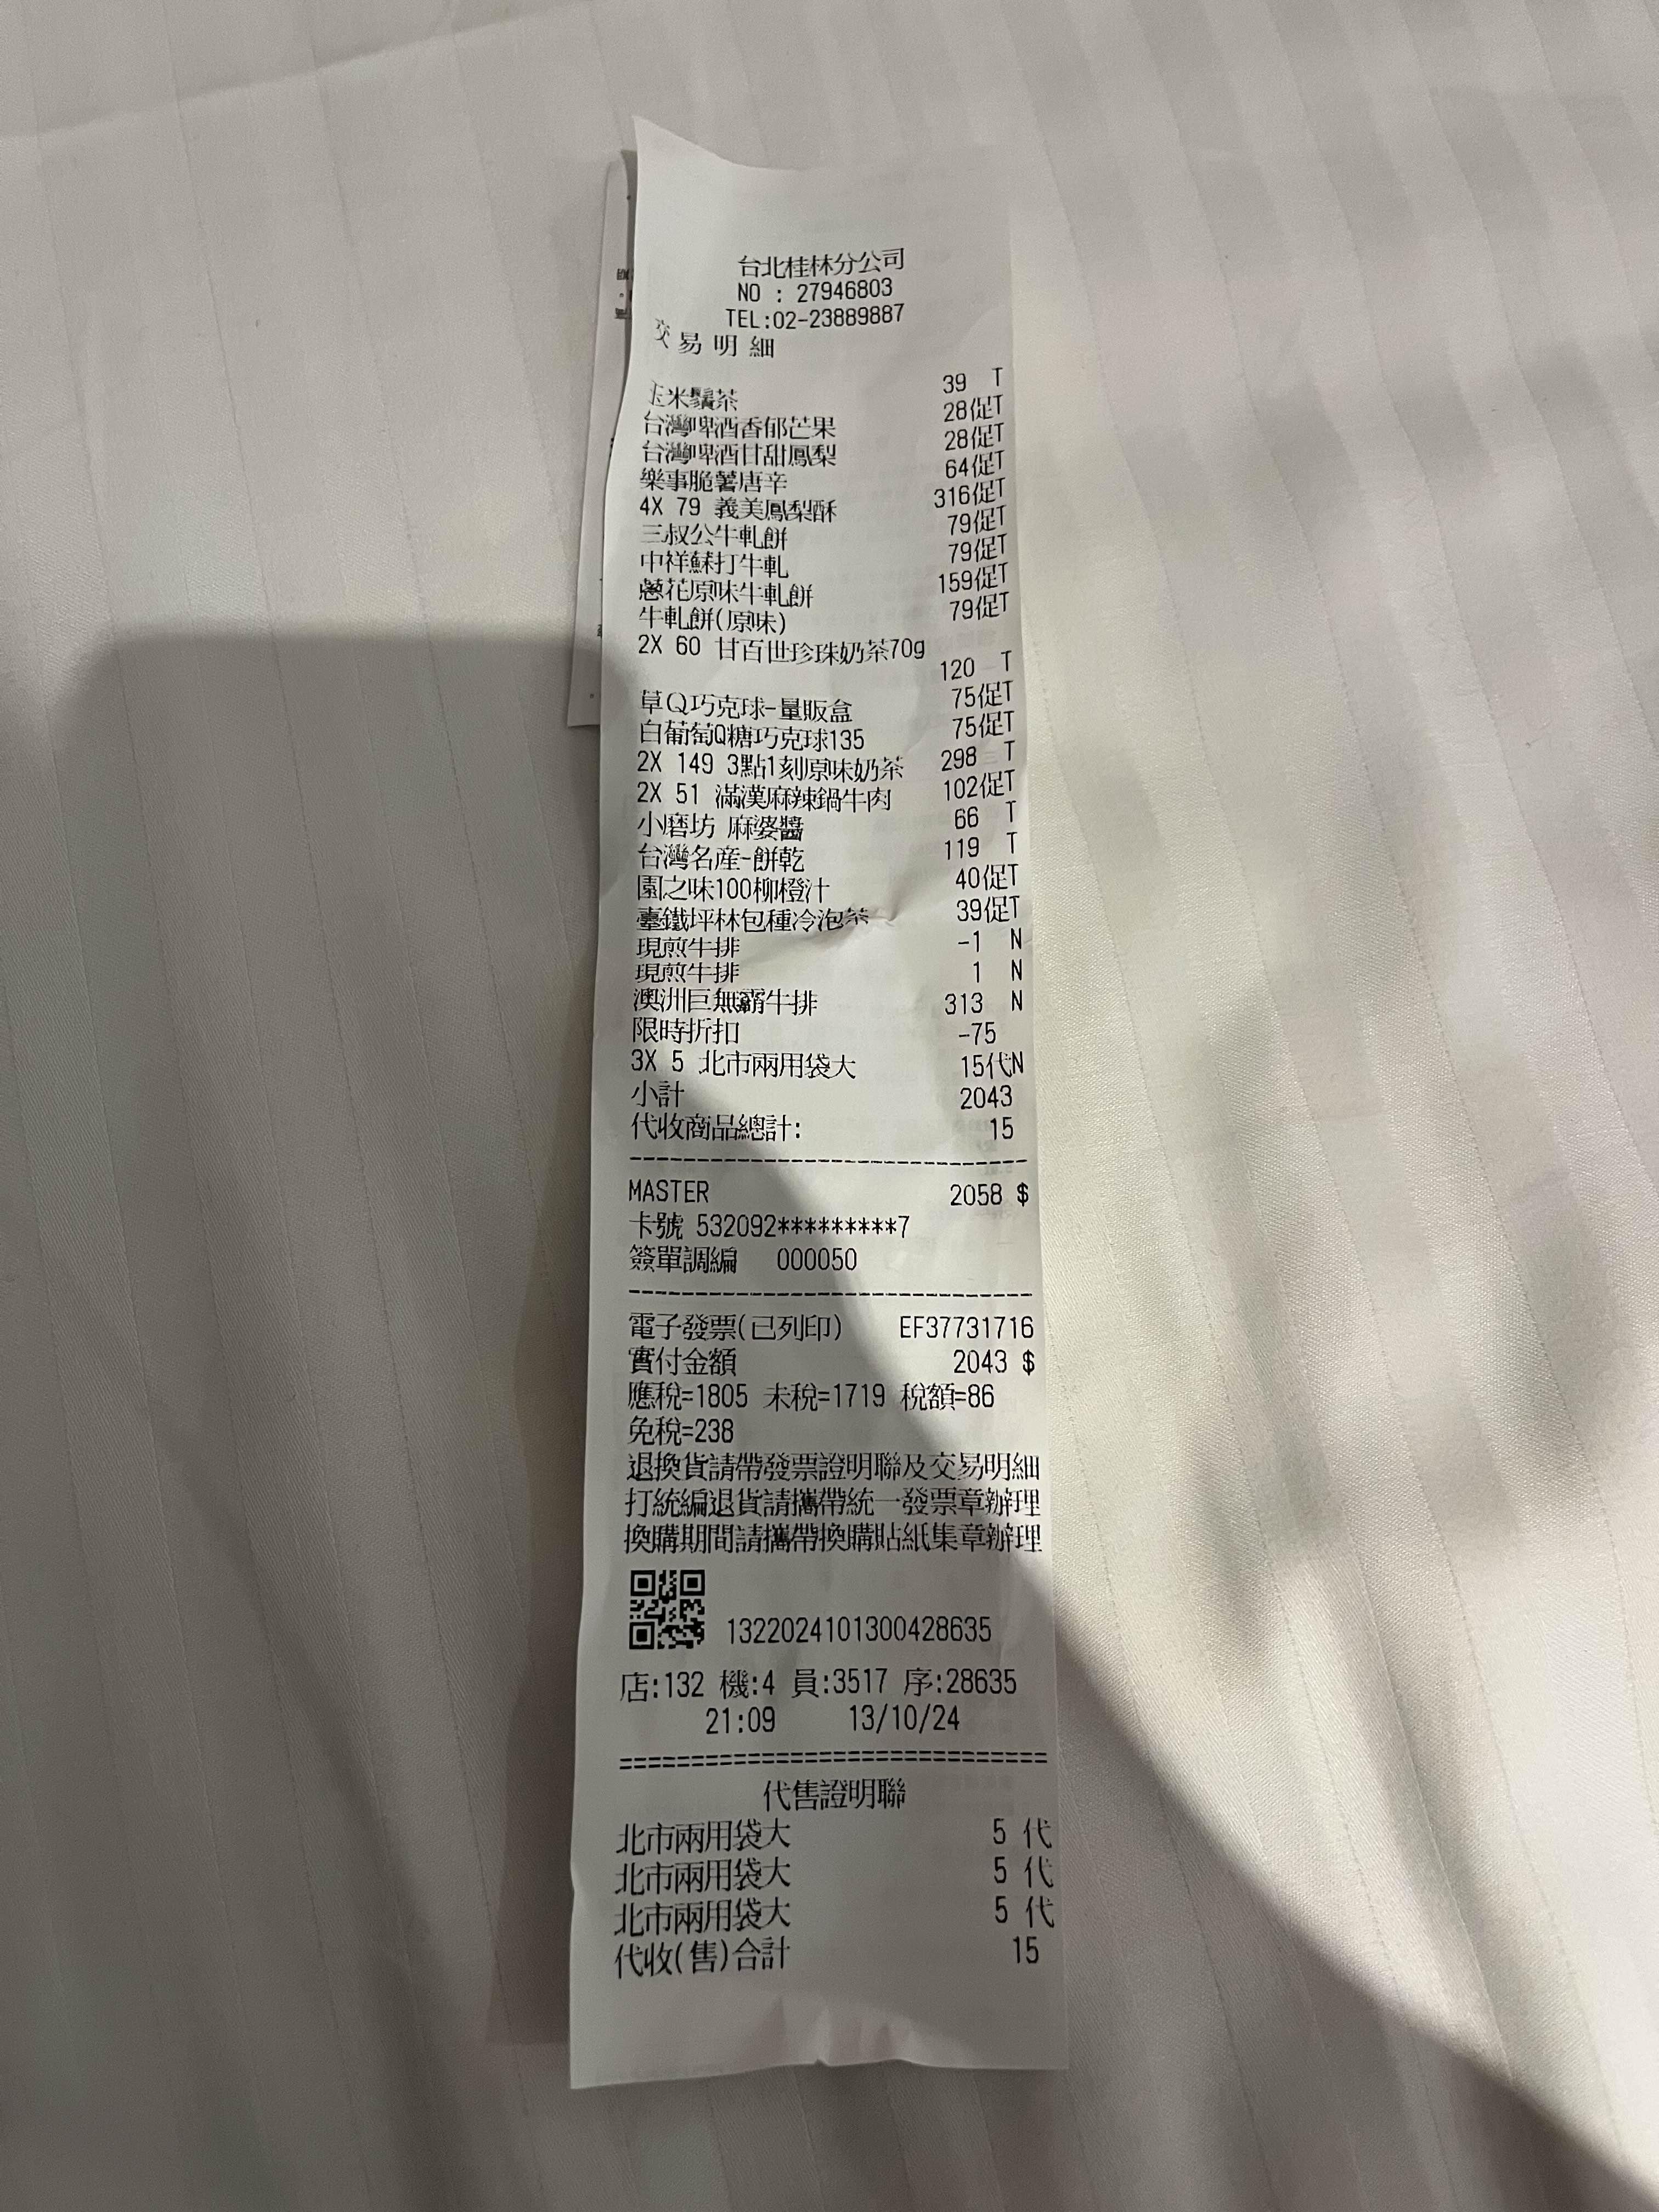 台北桂林分公司
NO : 27946803
TEL:02-23889887
交易明細
玉米鬚茶 39 T
台灣啤酒香郁芒果 28促T
台灣啤酒甘甜鳳梨 28促T
樂事脆薯唐辛 64促T
4X 79 義美鳳梨酥 316促T
三叔公牛軋餅 79促T
中祥蘇打牛軋 79促T
蔥花原味牛軋餅 159促T
牛軋餅(原味) 79促T
2X 60 甘百世珍珠奶茶70g
120 T
草Q巧克球-量販盒 75促T
白葡萄Q糖巧克球135 75促T
2X 149 3點1刻原味奶茶 298 T
2X 51 滿漢麻辣鍋牛肉 102促T
小磨坊 麻婆醬 66 T
台灣名産-餅乾 119 T
園之味100柳橙汁 40促T
臺鐵坪林包種冷泡茶 39促T
現煎牛排 -1 N
現煎牛排 1 N
澳洲巨無霸牛排 313 N
限時折扣 -75
3X 5 北市兩用袋大 15代N
小計 2043
代收商品總計: 15
------------------------------
MASTER 2058 $
卡號 532092*********7
簽單調編 000050
------------------------------
電子發票(已列印) EF37731716
實付金額 2043 $
應稅=1805 未稅=1719 稅額=86
免稅=238
退換貨請帶發票證明聯及交易明細
打統編退貨請攜帶統一發票章辦理
換購期間請攜帶換購貼紙集章辦理
1322024101300428635
店:132 機:4 員:3517 序:28635
21:09 13/10/24
==============================
代售證明聯
北市兩用袋大 5 代
北市兩用袋大 5 代
北市兩用袋大 5 代
代收(售)合計 15